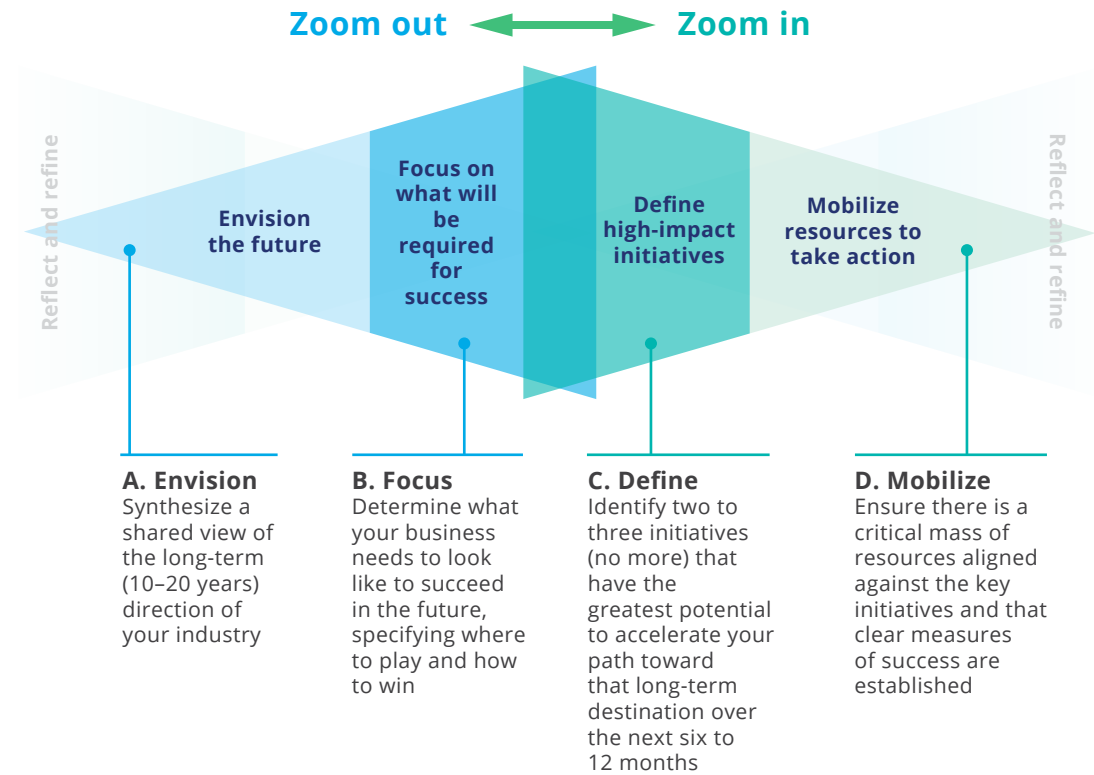 Zoom out
Zoom in
Reflect and refine
Envision
the future
Focus on
what will
be
required
for
success
Define
high-impact
initiatives
Mobilize
resources to
take action
Reflect and refine
A. Envision
Synthesize a
shared view of
the long-term
(10–20 years)
direction of
your industry
B. Focus
Determine what
your business
needs to look
like to succeed
in the future,
specifying where
to play and how
to win
C. Define
Identify two to
three initiatives
(no more) that
have the
greatest potential
to accelerate your
path toward
that long-term
destination over
the next six to
12 months
D. Mobilize
Ensure there is a
critical mass of
resources aligned
against the key
initiatives and that
clear measures
of success are
established